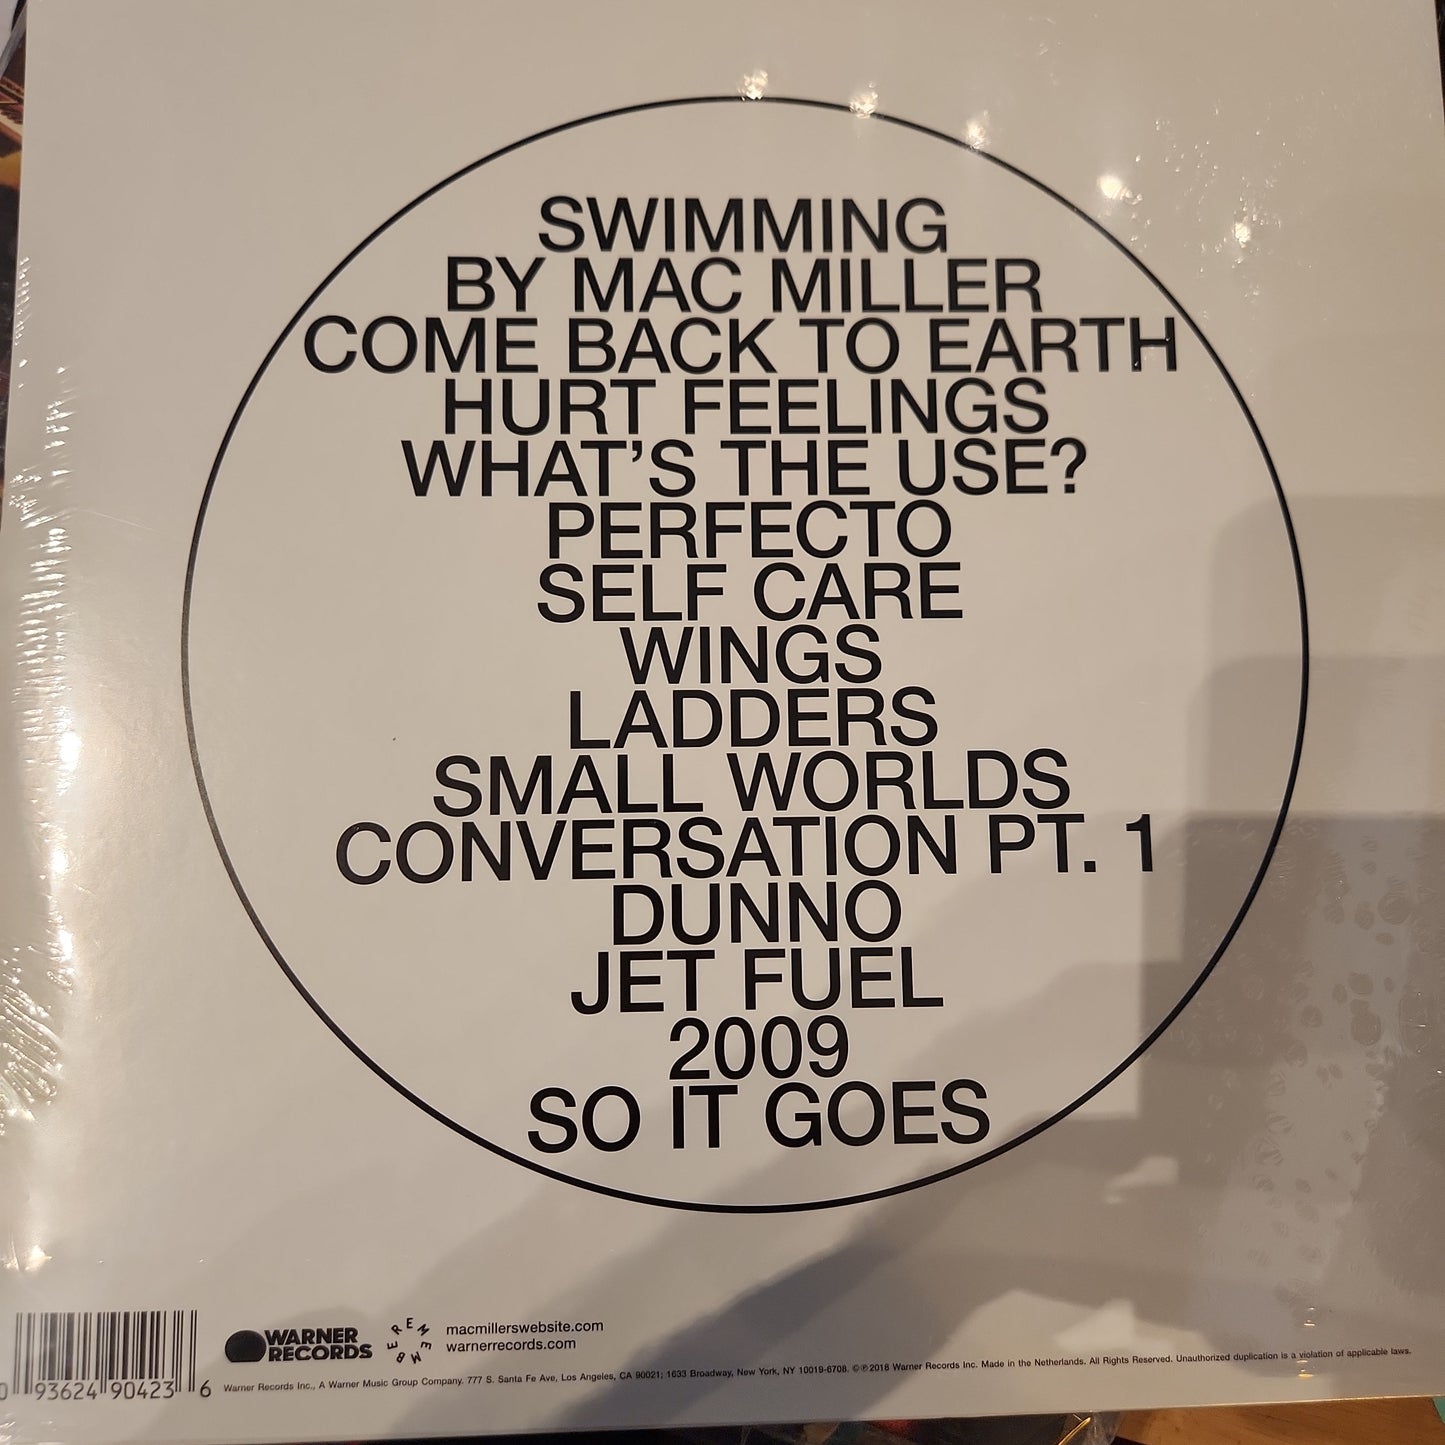 SWIMMING
BY MAC MILLER
COME BACK TO EARTH
HURT FEELINGS
WHAT'S THE USE?
PERFECTO
SELF CARE
WINGS
LADDERS
SMALL WORLDS
CONVERSATION PT. 1
DUNNO
JET FUEL
2009
SO IT GOES
WARNER
RECORDS
REMEMBER
macmillerswebsite.com
warnerrecords.com
0 93624 90423 6
Warner Records Inc., A Warner Music Group Company. 777 S. Santa Fe Ave, Los Angeles, CA 90021; 1633 Broadway, New York, NY 10019-6708. ©℗2018 Warner Records Inc. Made in the Netherlands. All Rights Reserved. Unauthorized duplication is a violation of applicable laws.